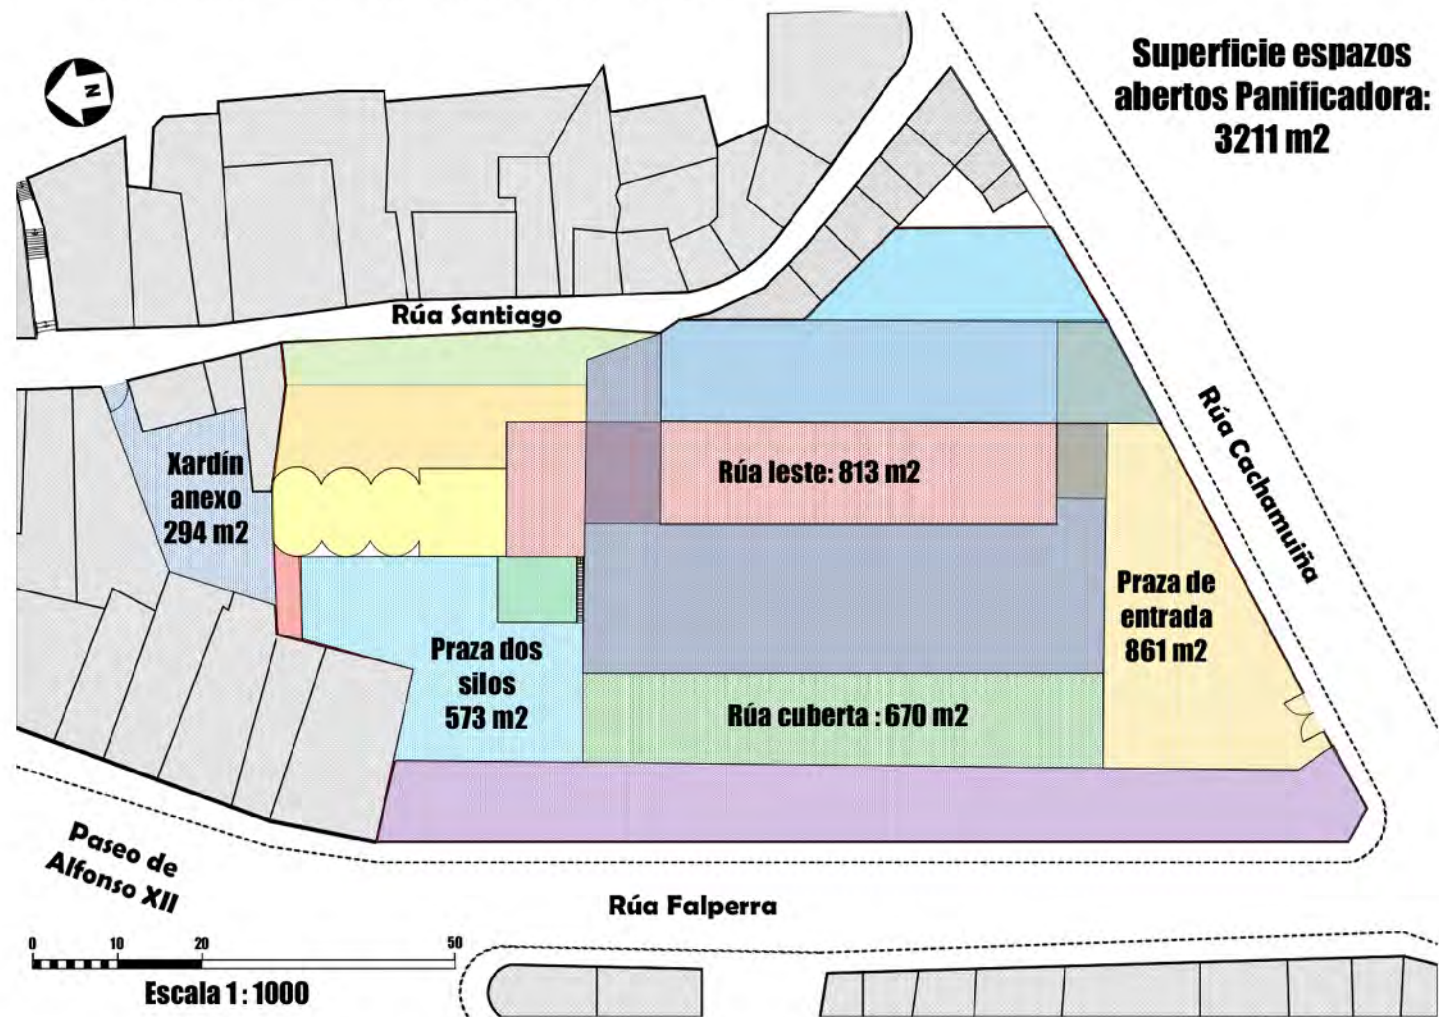 Superficie espazos
abertos Panificadora:
3211 m2
N
Rúa Santiago
Rúa Cachamuiña
Xardín
anexo
294 m2
Rúa leste: 813 m2
Praza de
entrada
861 m2
Praza dos
silos
573 m2
Rúa cuberta : 670 m2
Paseo de
Alfonso XII
Rúa Falperra
0 10 20 50
Escala 1 : 1000